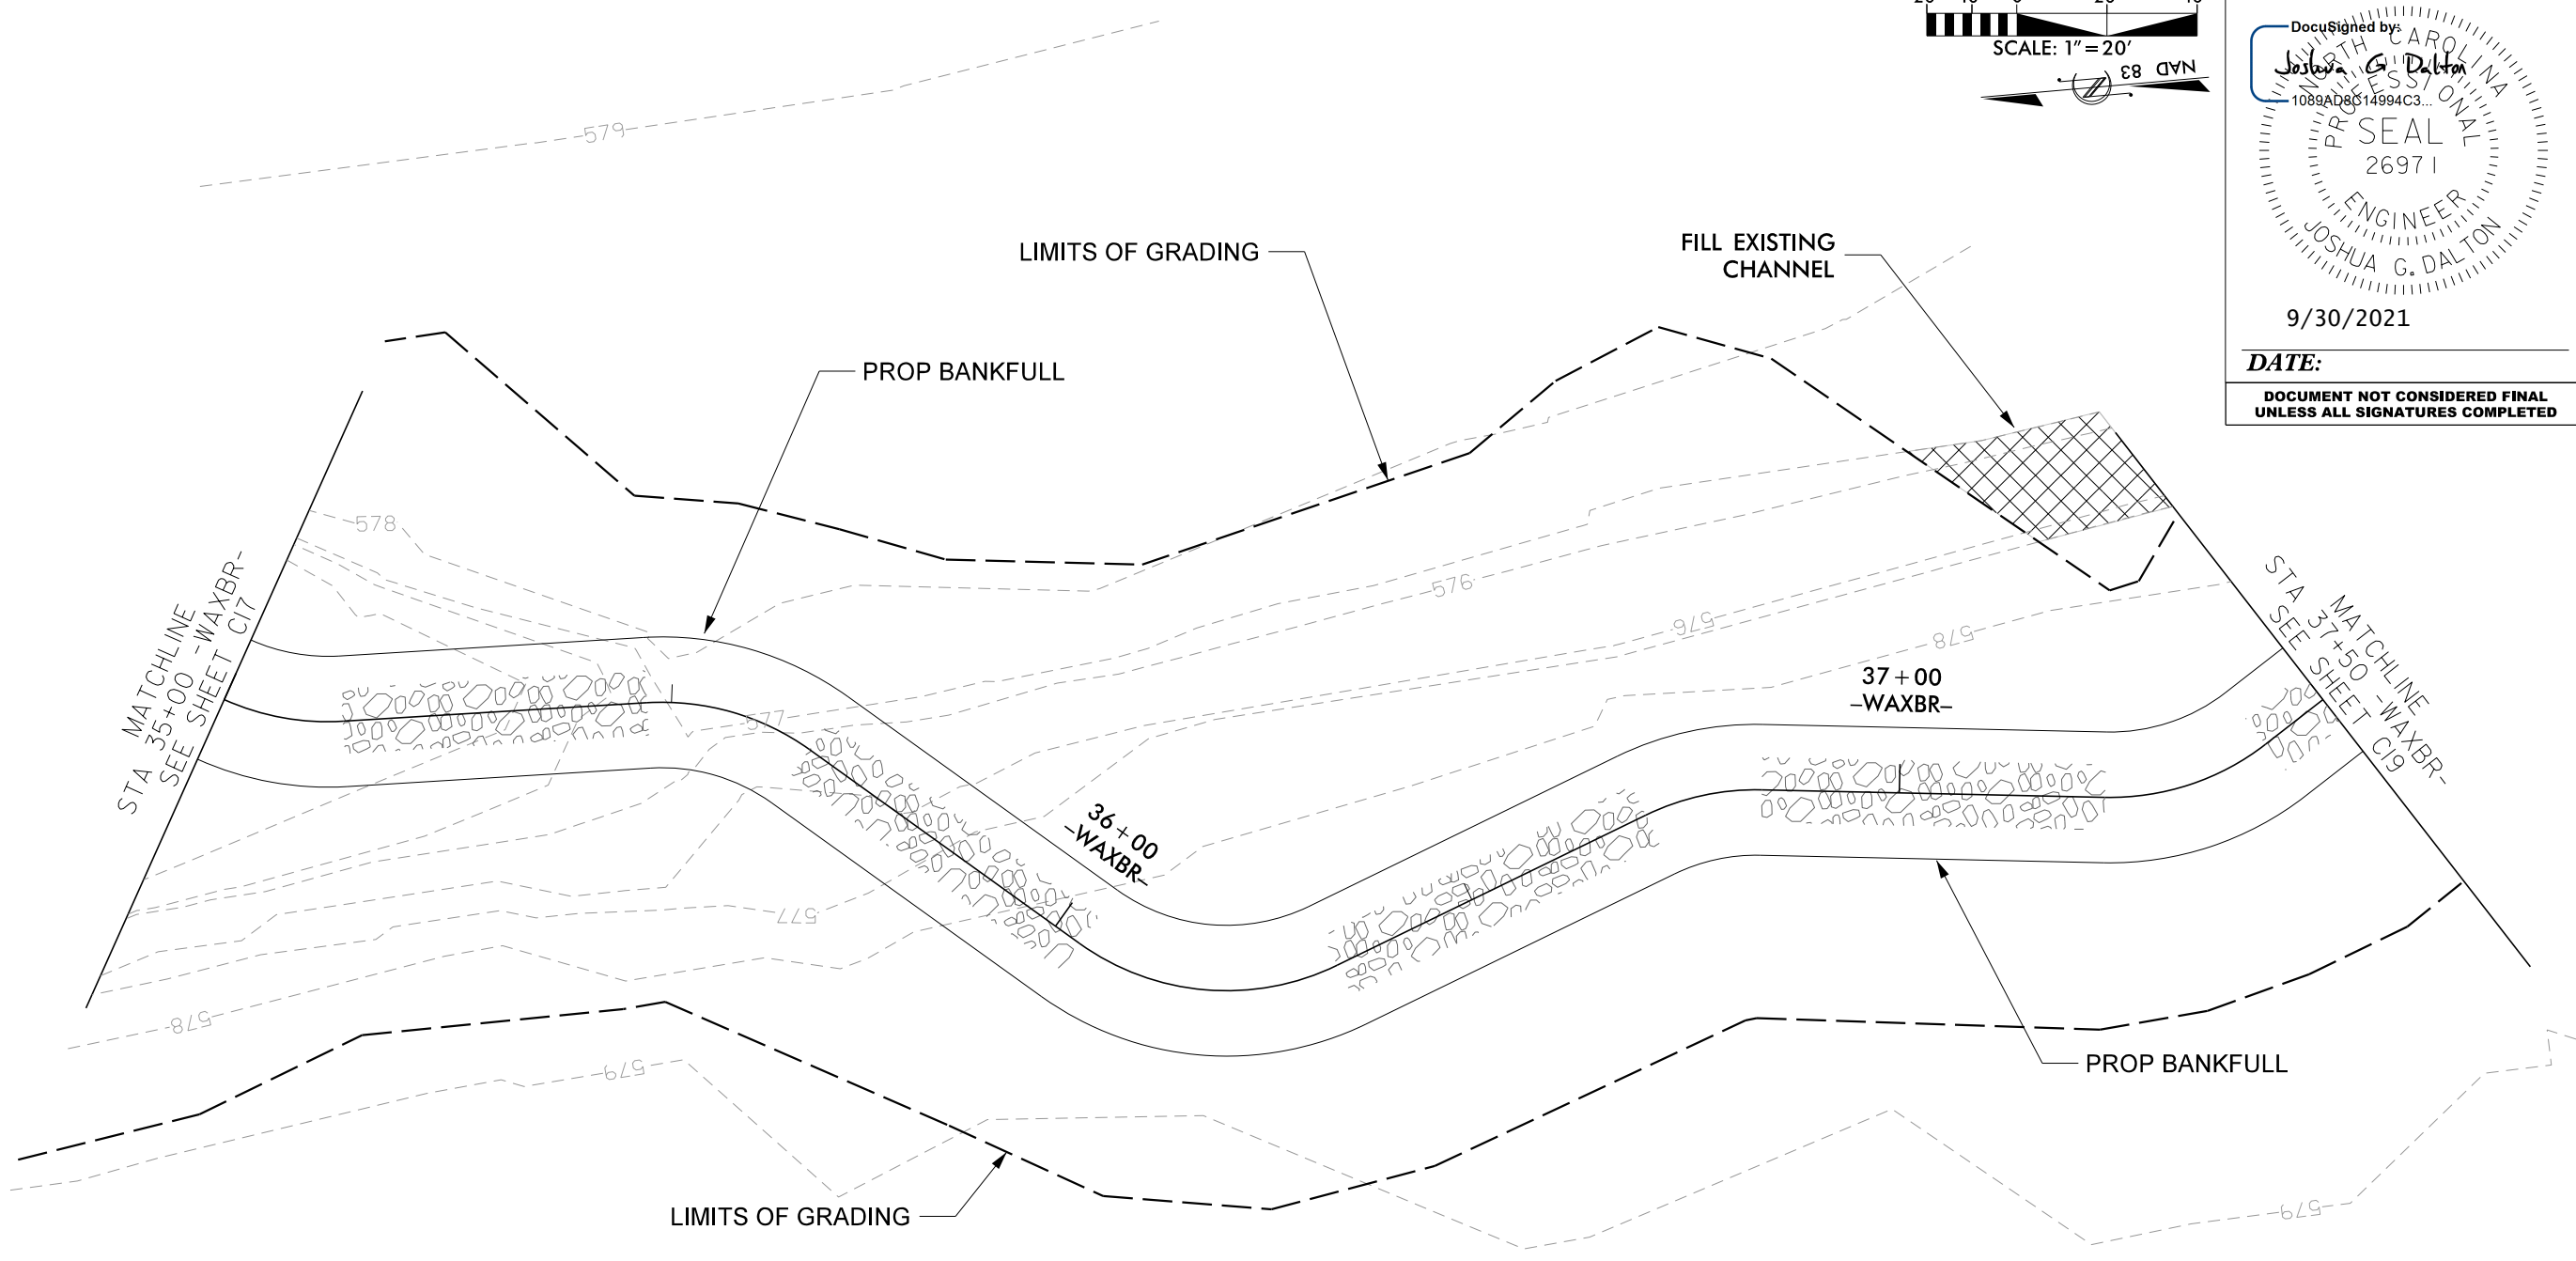 SCALE: 1"=20'
NAD 83
DocuSigned by:
Joshua G Dalton
1089AD8C14994C3...
NORTH CAROLINA
PROFESSIONAL
SEAL
26971
ENGINEER
JOSHUA G. DALTON
9/30/2021
DATE:
DOCUMENT NOT CONSIDERED FINAL
UNLESS ALL SIGNATURES COMPLETED
579
LIMITS OF GRADING
FILL EXISTING
CHANNEL
PROP BANKFULL
578
576
576
578
577
MATCHLINE
STA 35+00 -WAXBR-
SEE SHEET C17
37+00
-WAXBR-
MATCHLINE
STA 37+50 -WAXBR-
SEE SHEET C19
36+00
-WAXBR-
577
578
579
PROP BANKFULL
LIMITS OF GRADING
579